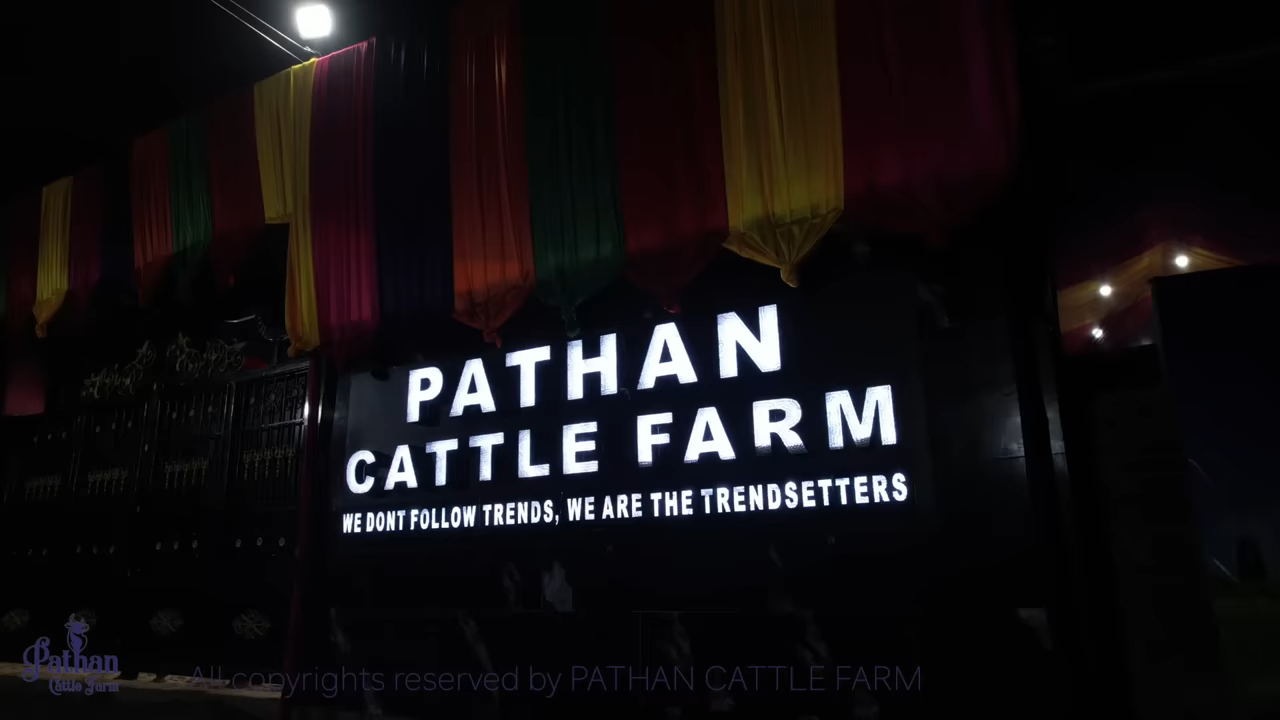 PATHAN
CATTLE FARM
WE DONT FOLLOW TRENDS, WE ARE THE TRENDSETTERS
Pathan
Cattle Farm
All copyrights reserved by PATHAN CATTLE FARM